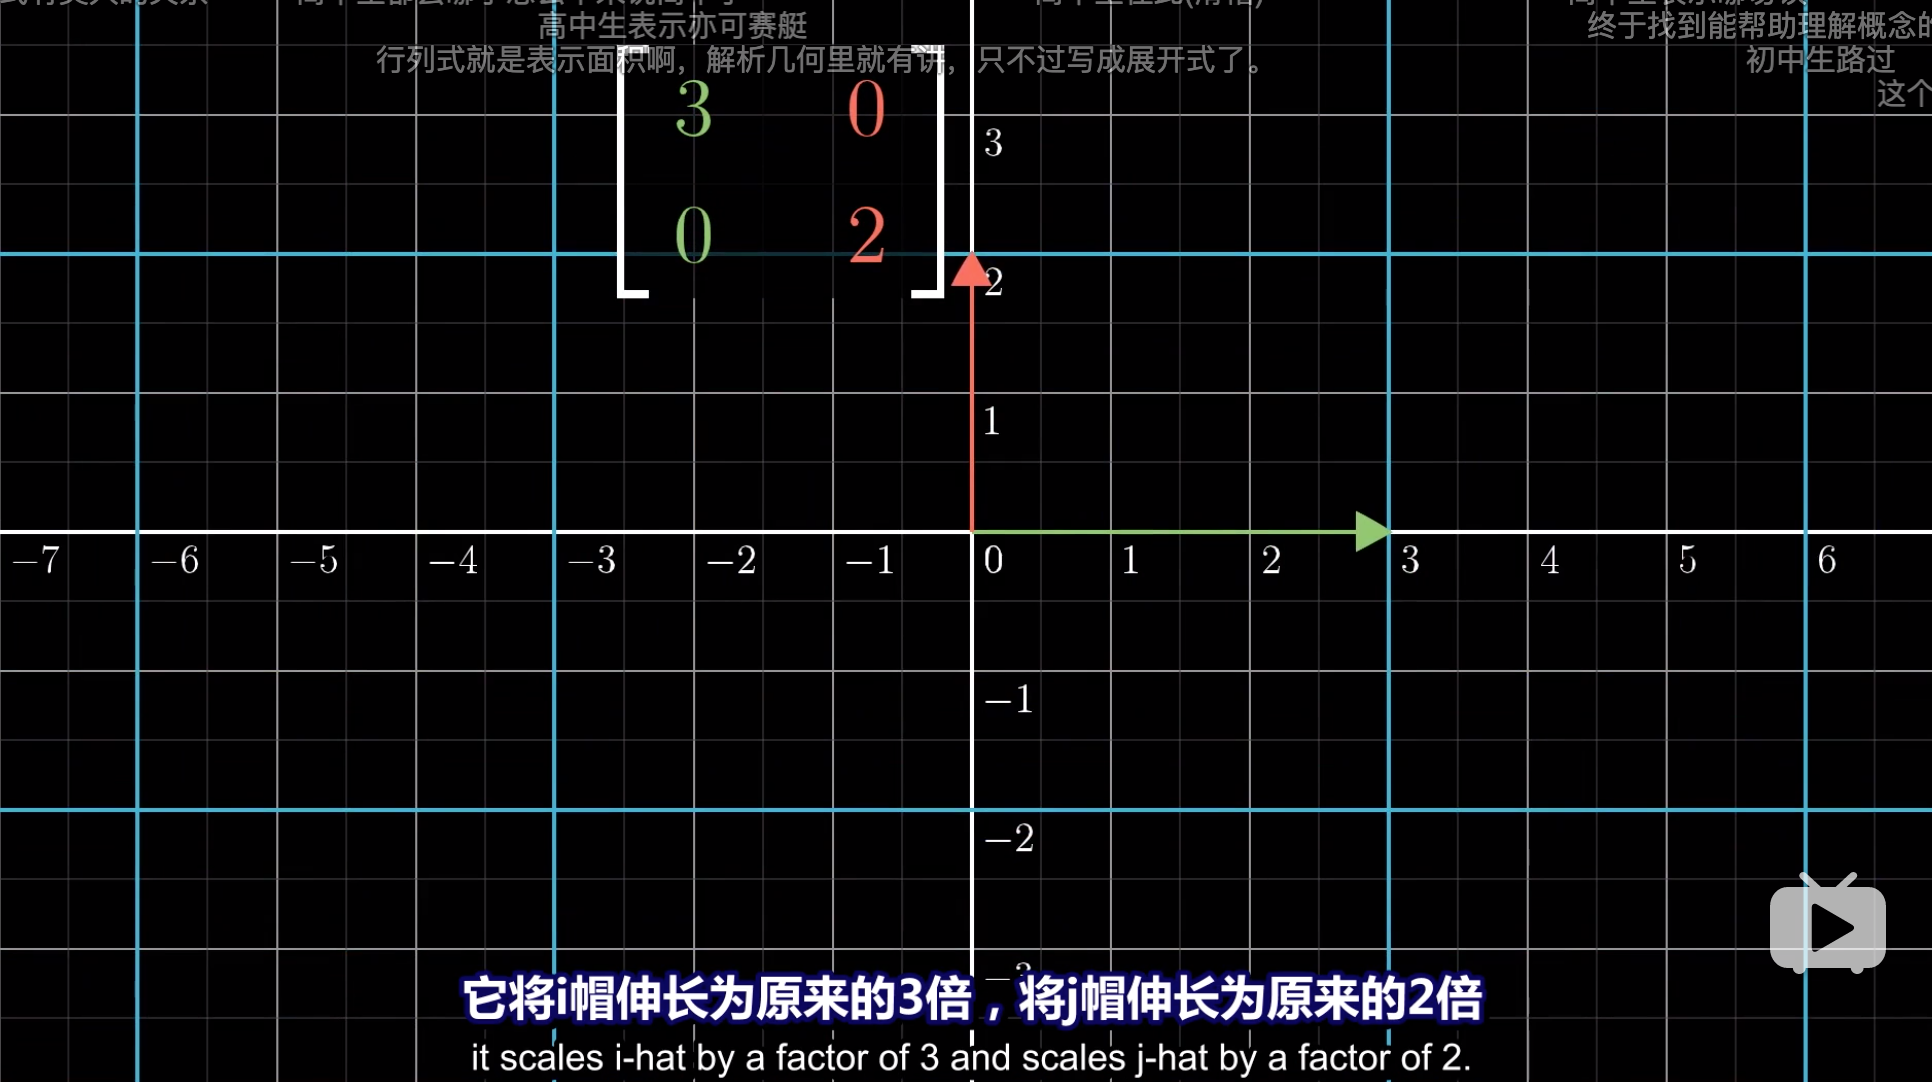 高中生表示亦可赛艇
终于找到能帮助理解概念的
行列式就是表示面积啊，解析几何里就有讲，只不过写成展开式了。
初中生路过
这个
3 0
0 2
3
2
1
−7 −6 −5 −4 −3 −2 −1 0 1 2 3 4 5 6
−1
−2
它将i帽伸长为原来的3倍，将j帽伸长为原来的2倍
it scales i-hat by a factor of 3 and scales j-hat by a factor of 2.